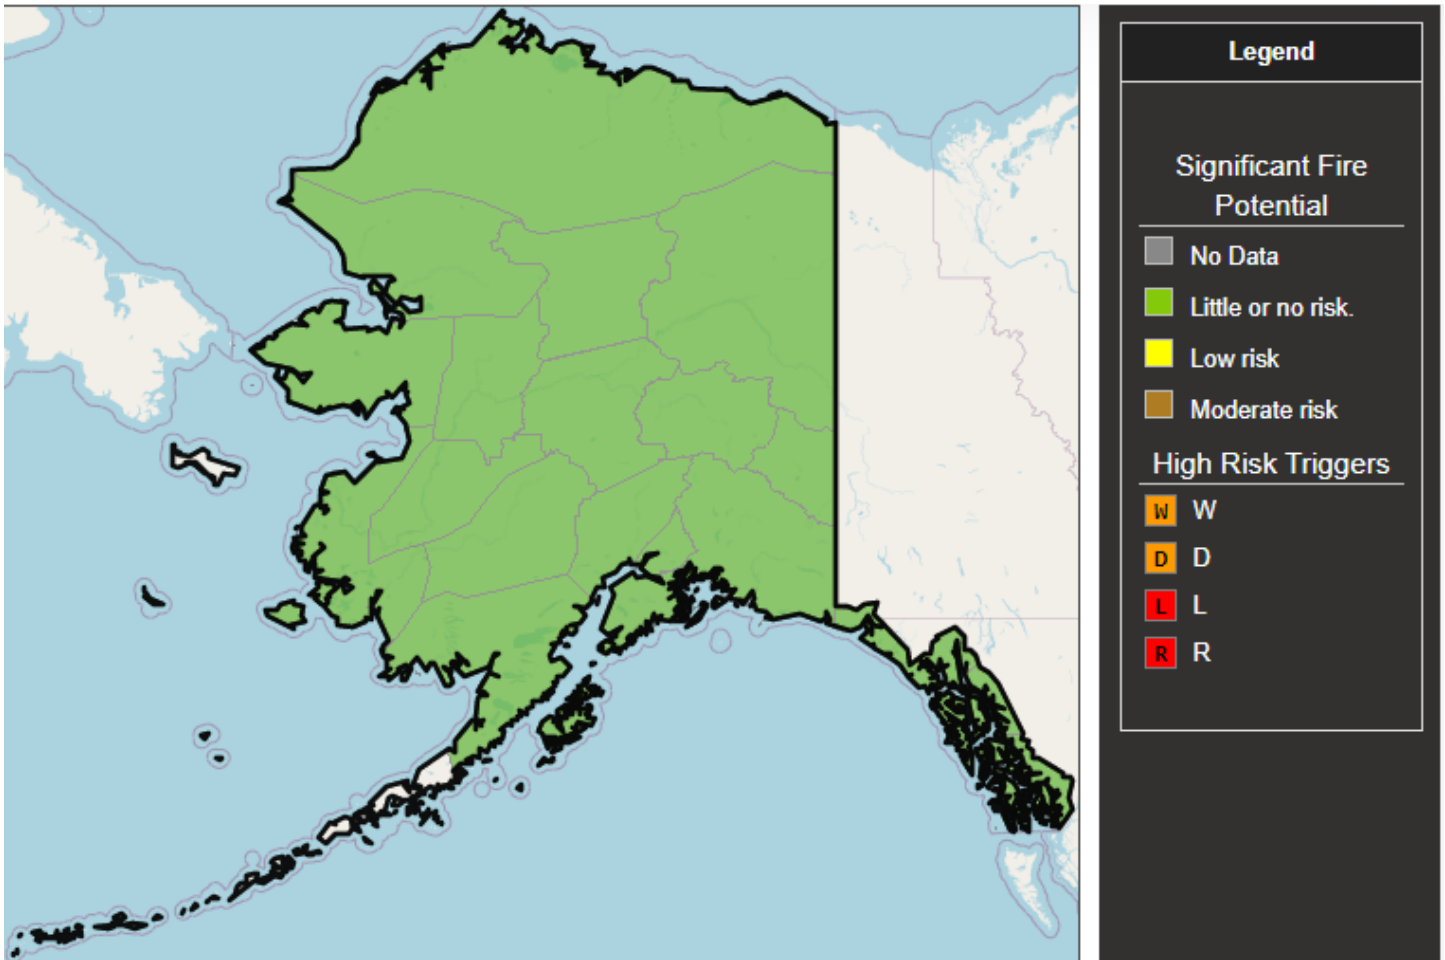 Legend
Significant Fire
Potential
No Data
Little or no risk.
Low risk
Moderate risk
High Risk Triggers
W W
D D
L L
R R